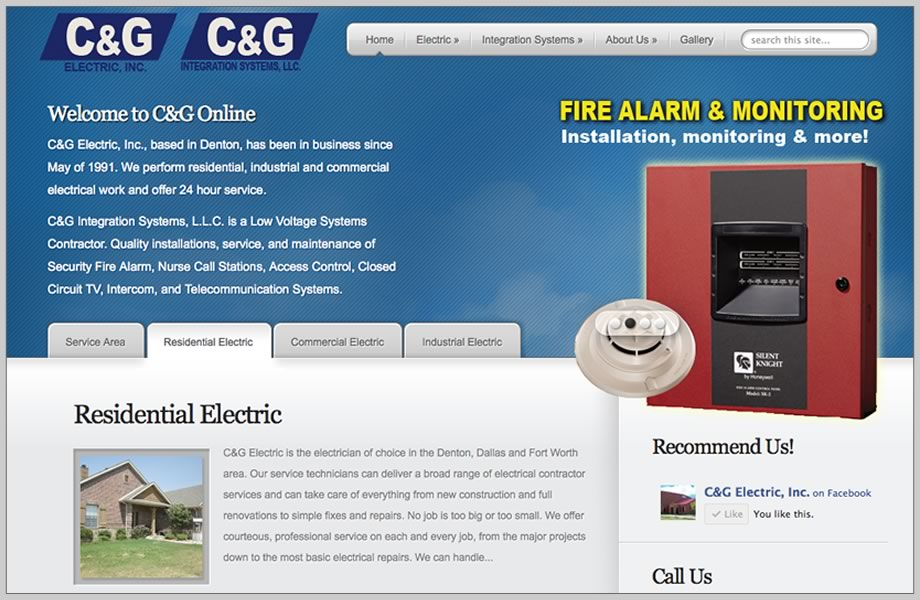 C&G
ELECTRIC, INC.
C&G
INTEGRATION SYSTEMS, LLC.
Home
Electric »
Integration Systems »
About Us »
Gallery
search this site...
Welcome to C&G Online
C&G Electric, Inc., based in Denton, has been in business since
May of 1991. We perform residential, industrial and commercial
electrical work and offer 24 hour service.
C&G Integration Systems, L.L.C. is a Low Voltage Systems
Contractor. Quality installations, service, and maintenance of
Security Fire Alarm, Nurse Call Stations, Access Control, Closed
Circuit TV, Intercom, and Telecommunication Systems.
FIRE ALARM & MONITORING
Installation, monitoring & more!
SILENT
KNIGHT
by Honeywell
Service Area
Residential Electric
Commercial Electric
Industrial Electric
Residential Electric
C&G Electric is the electrician of choice in the Denton, Dallas and Fort Worth
area. Our service technicians can deliver a broad range of electrical contractor
services and can take care of everything from new construction and full
renovations to simple fixes and repairs. No job is too big or too small. We offer
courteous, professional service on each and every job, from the major projects
down to the most basic electrical repairs. We can handle...
Recommend Us!
C&G Electric, Inc. on Facebook
Like
You like this.
Call Us